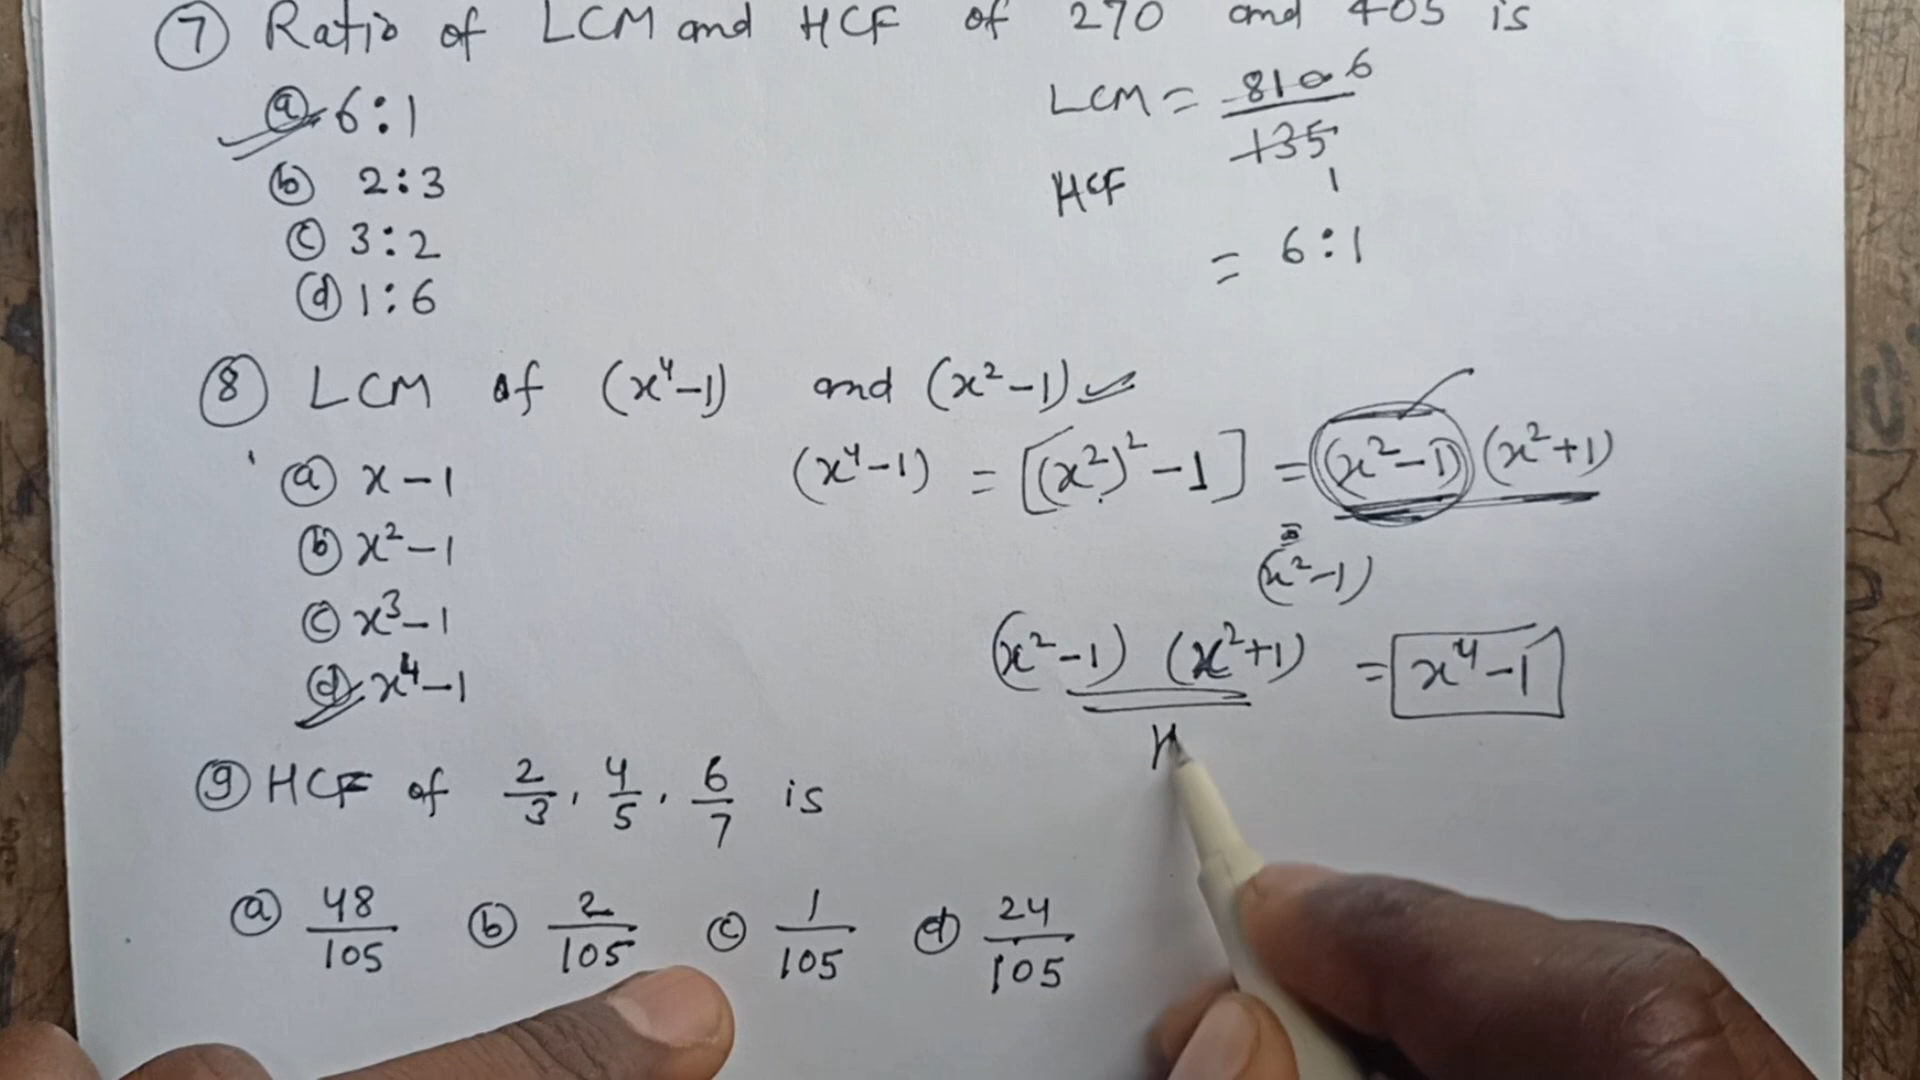 ⑦ Ratio of LCM and HCF of 270 and 405 is
ⓐ 6:1
ⓑ 2:3
ⓒ 3:2
ⓓ 1:6
LCM = 810 6
135
HCF 1
= 6:1
⑧ LCM of (x⁴-1) and (x²-1)
ⓐ x-1
ⓑ x²-1
ⓒ x³-1
ⓓ x⁴-1
(x⁴-1) = [(x²)²-1] = (x²-1)(x²+1)
(x²-1)
(x²-1) (x²+1) = x⁴-1
H
⑨ HCF of 2/3, 4/5, 6/7 is
ⓐ 48/105 ⓑ 2/105 ⓒ 1/105 ⓓ 24/105